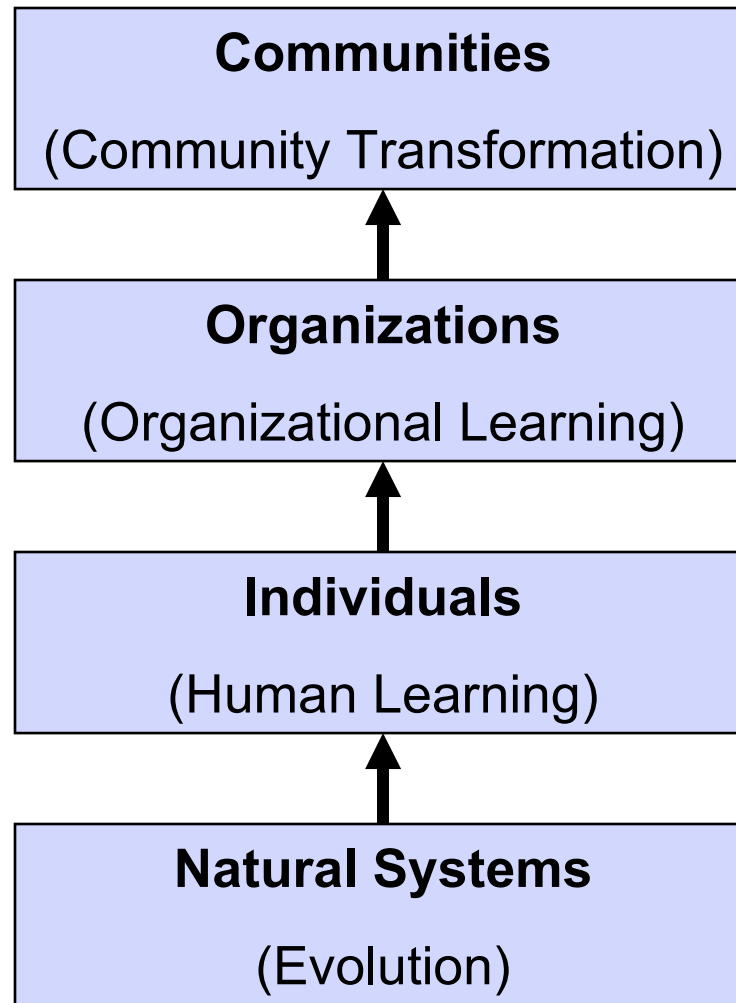 Communities
(Community Transformation)
Organizations
(Organizational Learning)
Individuals
(Human Learning)
Natural Systems
(Evolution)